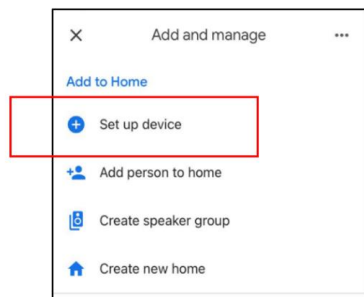 Add and manage
Add to Home
Set up device
Add person to home
Create speaker group
Create new home